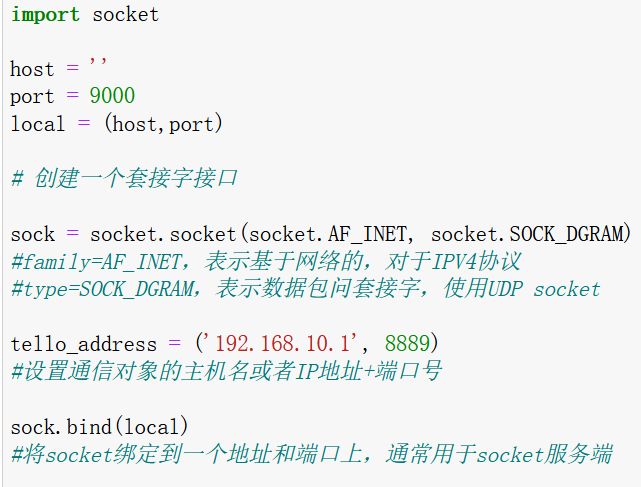 import socket
host = ''
port = 9000
local = (host,port)
# 创建一个套接字接口
sock = socket.socket(socket.AF_INET, socket.SOCK_DGRAM)
#family=AF_INET，表示基于网络的，对于IPV4协议
#type=SOCK_DGRAM，表示数据包问套接字，使用UDP socket
tello_address = ('192.168.10.1', 8889)
#设置通信对象的主机名或者IP地址+端口号
sock.bind(local)
#将socket绑定到一个地址和端口上，通常用于socket服务端